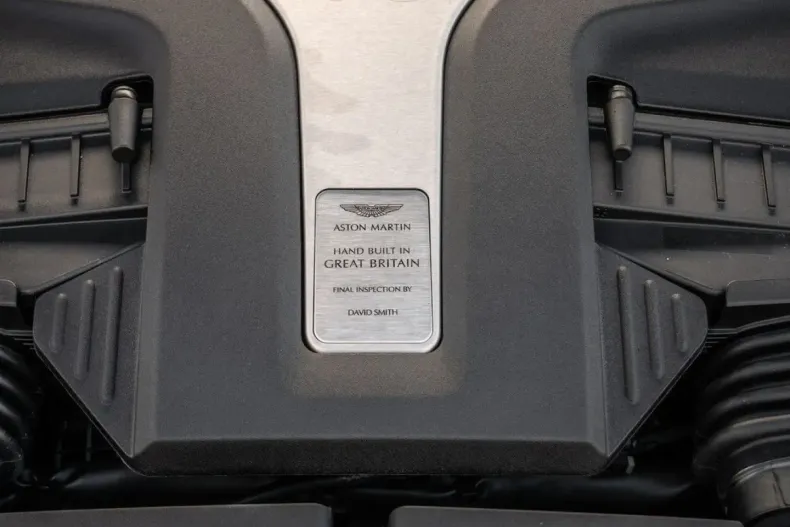 ASTON MARTIN
HAND BUILT IN
GREAT BRITAIN
FINAL INSPECTION BY
DAVID SMITH